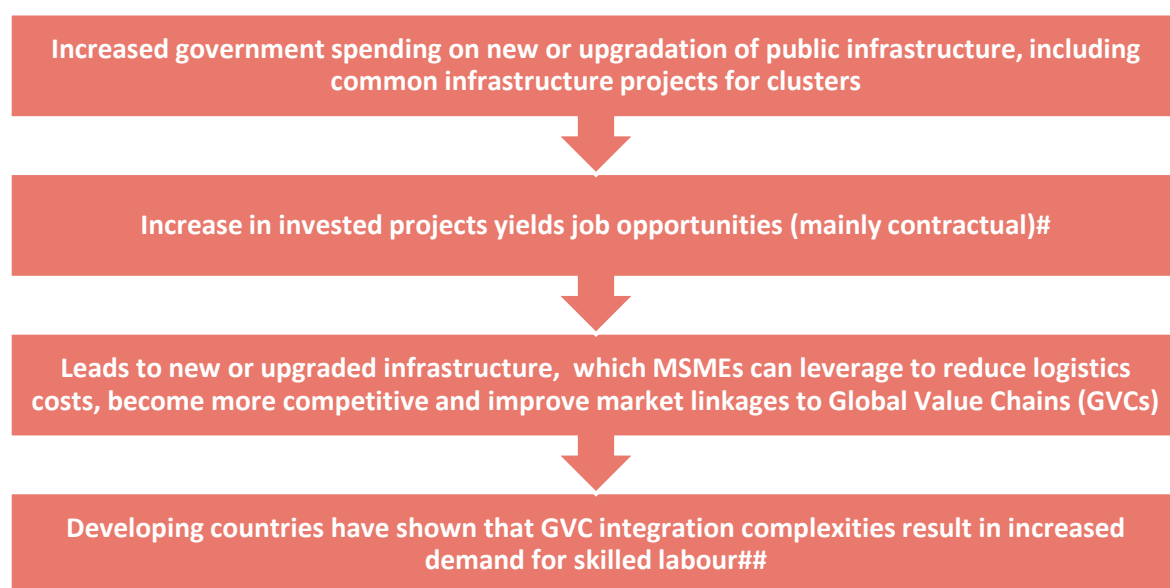 Increased government spending on new or upgradation of public infrastructure, including
common infrastructure projects for clusters
Increase in invested projects yields job opportunities (mainly contractual)#
Leads to new or upgraded infrastructure,  which MSMEs can leverage to reduce logistics
costs, become more competitive and improve market linkages to Global Value Chains (GVCs)
Developing countries have shown that GVC integration complexities result in increased
demand for skilled labour##